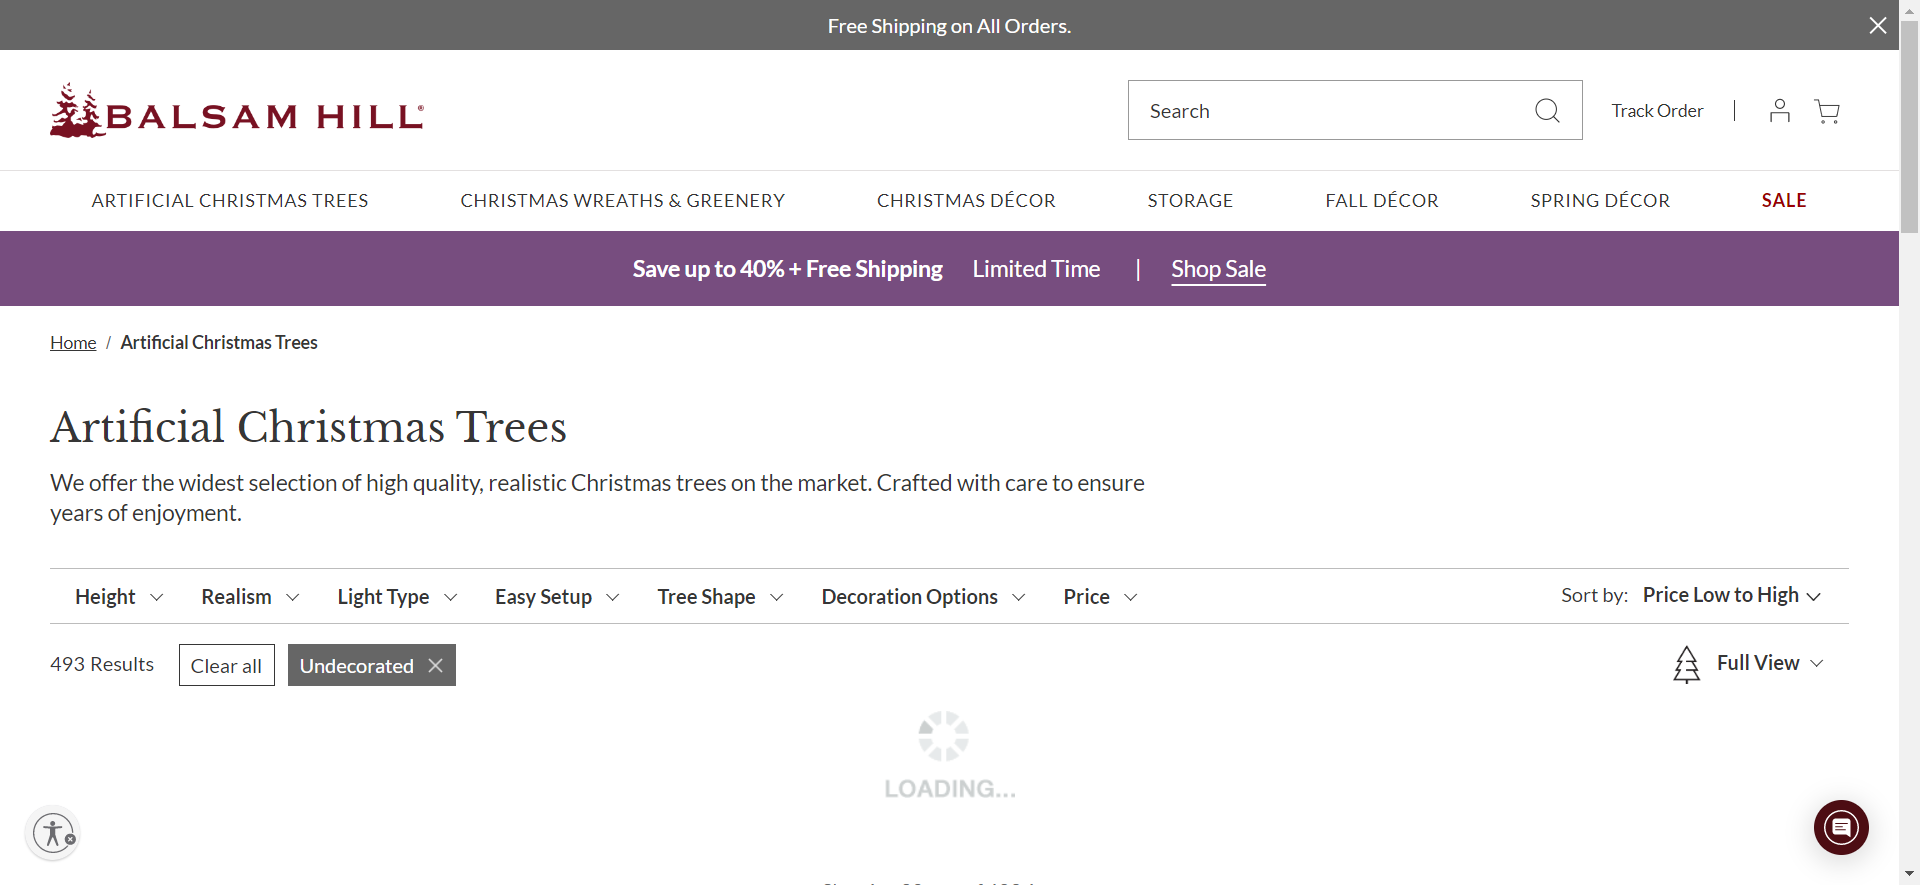 Free Shipping on All Orders.
BALSAM HILL®
Search
Track Order
ARTIFICIAL CHRISTMAS TREES
CHRISTMAS WREATHS & GREENERY
CHRISTMAS DÉCOR
STORAGE
FALL DÉCOR
SPRING DÉCOR
SALE
Save up to 40% + Free Shipping Limited Time | Shop Sale
Home / Artificial Christmas Trees
Artificial Christmas Trees
We offer the widest selection of high quality, realistic Christmas trees on the market. Crafted with care to ensure
years of enjoyment.
Height
Realism
Light Type
Easy Setup
Tree Shape
Decoration Options
Price
Sort by: Price Low to High
493 Results
Clear all
Undecorated
Full View
LOADING...